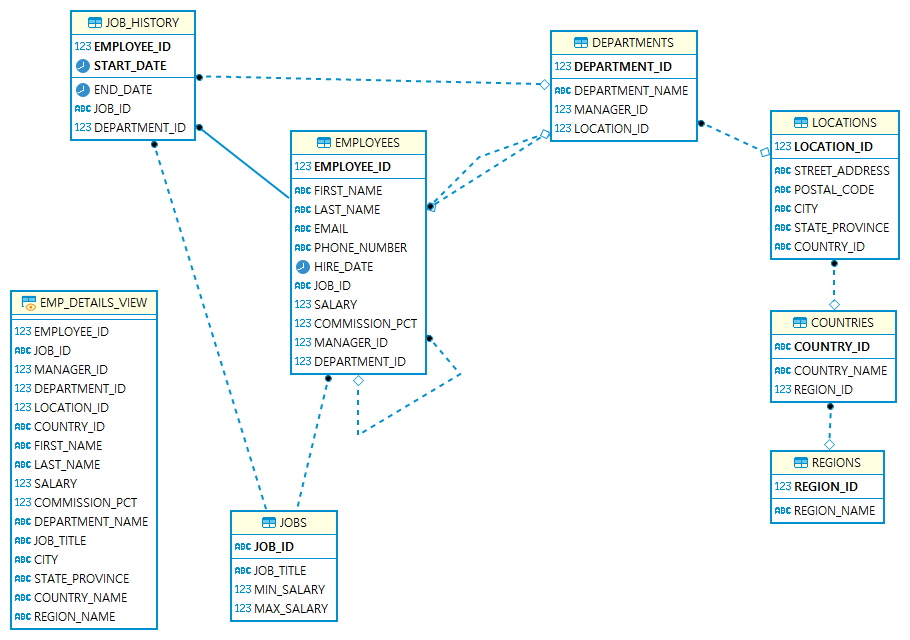 JOB_HISTORY
123 EMPLOYEE_ID
START_DATE
END_DATE
ABC JOB_ID
123 DEPARTMENT_ID
DEPARTMENTS
123 DEPARTMENT_ID
ABC DEPARTMENT_NAME
123 MANAGER_ID
123 LOCATION_ID
LOCATIONS
123 LOCATION_ID
ABC STREET_ADDRESS
ABC POSTAL_CODE
ABC CITY
ABC STATE_PROVINCE
ABC COUNTRY_ID
EMPLOYEES
123 EMPLOYEE_ID
ABC FIRST_NAME
ABC LAST_NAME
ABC EMAIL
ABC PHONE_NUMBER
HIRE_DATE
ABC JOB_ID
123 SALARY
123 COMMISSION_PCT
123 MANAGER_ID
123 DEPARTMENT_ID
EMP_DETAILS_VIEW
123 EMPLOYEE_ID
ABC JOB_ID
123 MANAGER_ID
123 DEPARTMENT_ID
123 LOCATION_ID
ABC COUNTRY_ID
ABC FIRST_NAME
ABC LAST_NAME
123 SALARY
123 COMMISSION_PCT
ABC DEPARTMENT_NAME
ABC JOB_TITLE
ABC CITY
ABC STATE_PROVINCE
ABC COUNTRY_NAME
ABC REGION_NAME
COUNTRIES
ABC COUNTRY_ID
ABC COUNTRY_NAME
123 REGION_ID
REGIONS
123 REGION_ID
ABC REGION_NAME
JOBS
ABC JOB_ID
ABC JOB_TITLE
123 MIN_SALARY
123 MAX_SALARY